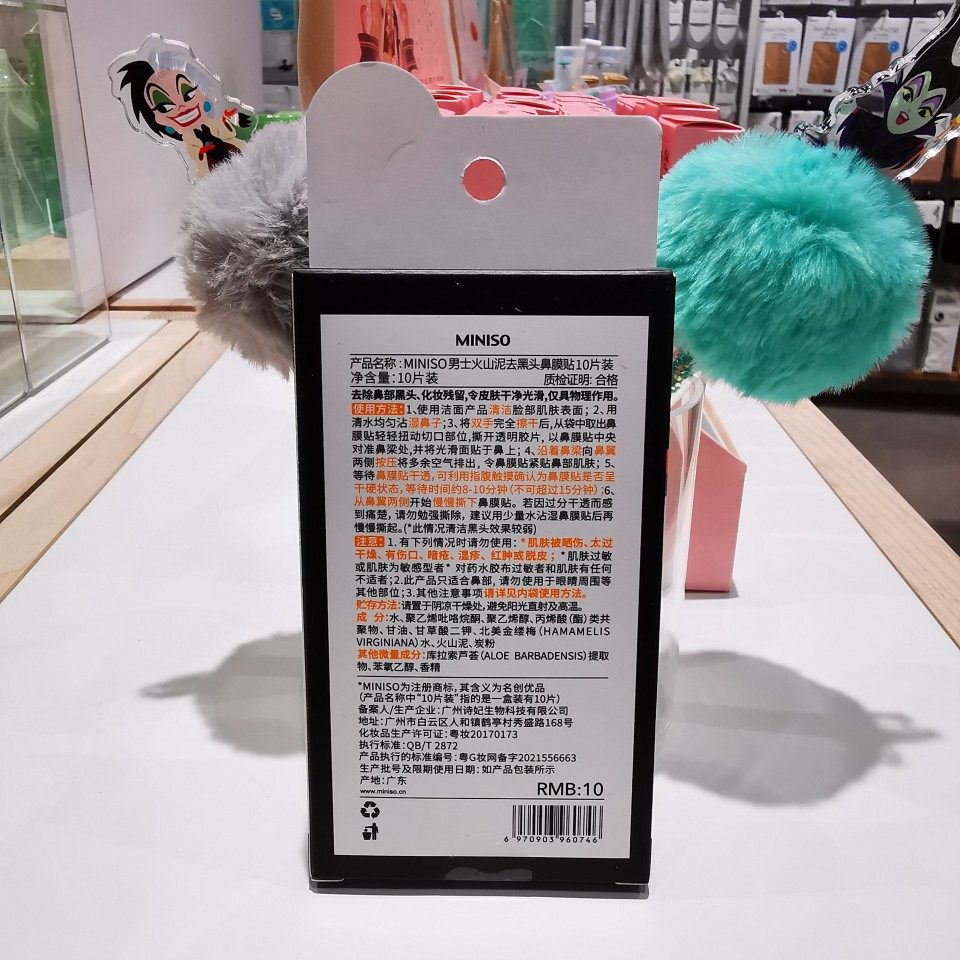 MINISO
产品名称:MINISO男士火山泥去黑头鼻膜贴10片装
净含量:10片装 质检证明:合格
去除鼻部黑头、化妆残留,令皮肤干净光滑,仅具物理作用。
使用方法:1、使用洁面产品清洁脸部肌肤表面;2、用
清水均匀沾湿鼻子;3、将双手完全擦干后,从袋中取出鼻
膜贴轻轻扭动切口部位,撕开透明胶片,以鼻膜贴中央
对准鼻梁处,并将光滑面贴于鼻上;4、沿着鼻梁向鼻翼
两侧按压将多余空气排出,令鼻膜贴紧贴鼻部肌肤;5、
等待鼻膜贴干透,可利用指腹触摸确认为鼻膜贴是否呈
干硬状态,等待时间约8-10分钟(不可超过15分钟);6、
从鼻翼两侧开始慢慢撕下鼻膜贴。若因过分干透而感
到痛楚,请勿勉强撕除,建议用少量水沾湿鼻膜贴后再
慢慢撕起。(*此情况清洁黑头效果较弱)
注意:1.有下列情况时请勿使用:*肌肤被晒伤、太过
干燥、有伤口、暗疮、湿疹、红肿或脱皮;*肌肤过敏
或肌肤为敏感型者*对药水胶布过敏者和肌肤有任何
不适者;2.此产品只适合鼻部,请勿使用于眼睛周围等
其他部位;3.其他注意事项请详见内袋使用方法。
贮存方法:请置于阴凉干燥处,避免阳光直射及高温。
成 分:水、聚乙烯吡咯烷酮、聚乙烯醇、丙烯酸(酯)类共
聚物、甘油、甘草酸二钾、北美金缕梅(HAMAMELIS
VIRGINIANA)水、火山泥、炭粉
其他微量成分:库拉索芦荟(ALOE BARBADENSIS)提取
物、苯氧乙醇、香精
*MINISO为注册商标,其含义为名创优品
(产品名称中"10片装"指的是一盒装有10片)
备案人/生产企业:广州诗妃生物科技有限公司
地址:广州市白云区人和镇鹤亭村秀盛路168号
化妆品生产许可证:粤妆20170173
执行标准:QB/T 2872
产品执行的标准编号:粤G妆网备字2021556663
生产批号及限期使用日期:如产品包装所示
产地:广东
www.miniso.cn RMB:10
6 970903 960746